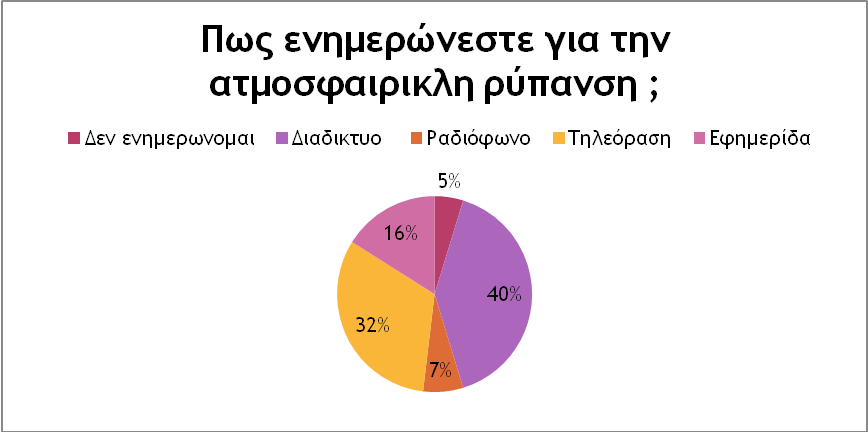 Πως ενημερώνεστε για την
ατμοσφαιρικλη ρύπανση ;
Δεν ενημερωνομαι Διαδικτυο Ραδιόφωνο Τηλεόραση Εφημερίδα
5%
16%
40%
32%
7%